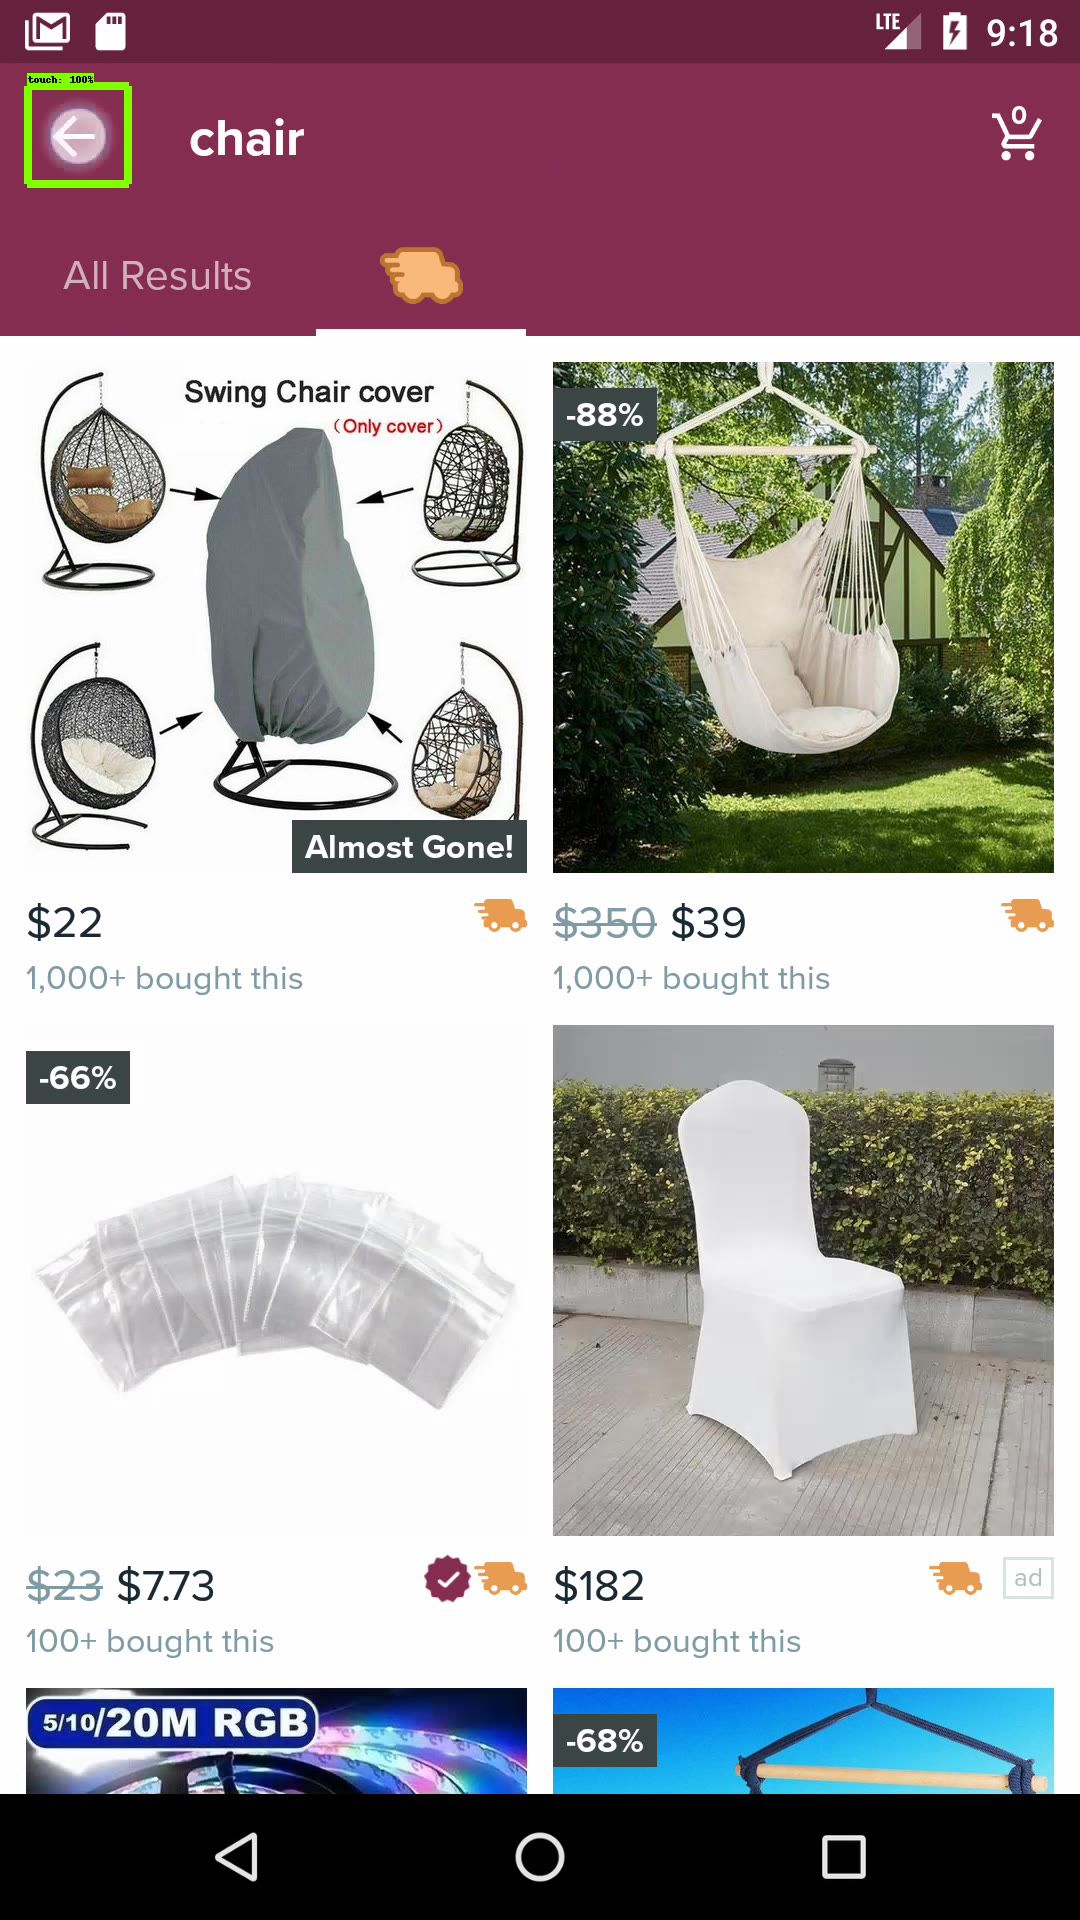 LTE 9:18
touch: 100%
chair
0
All Results
Swing Chair cover
(Only cover)
-88%
Almost Gone!
$22
$350 $39
1,000+ bought this
1,000+ bought this
-66%
$23 $7.73
$182
ad
100+ bought this
100+ bought this
5/10/20M RGB
-68%